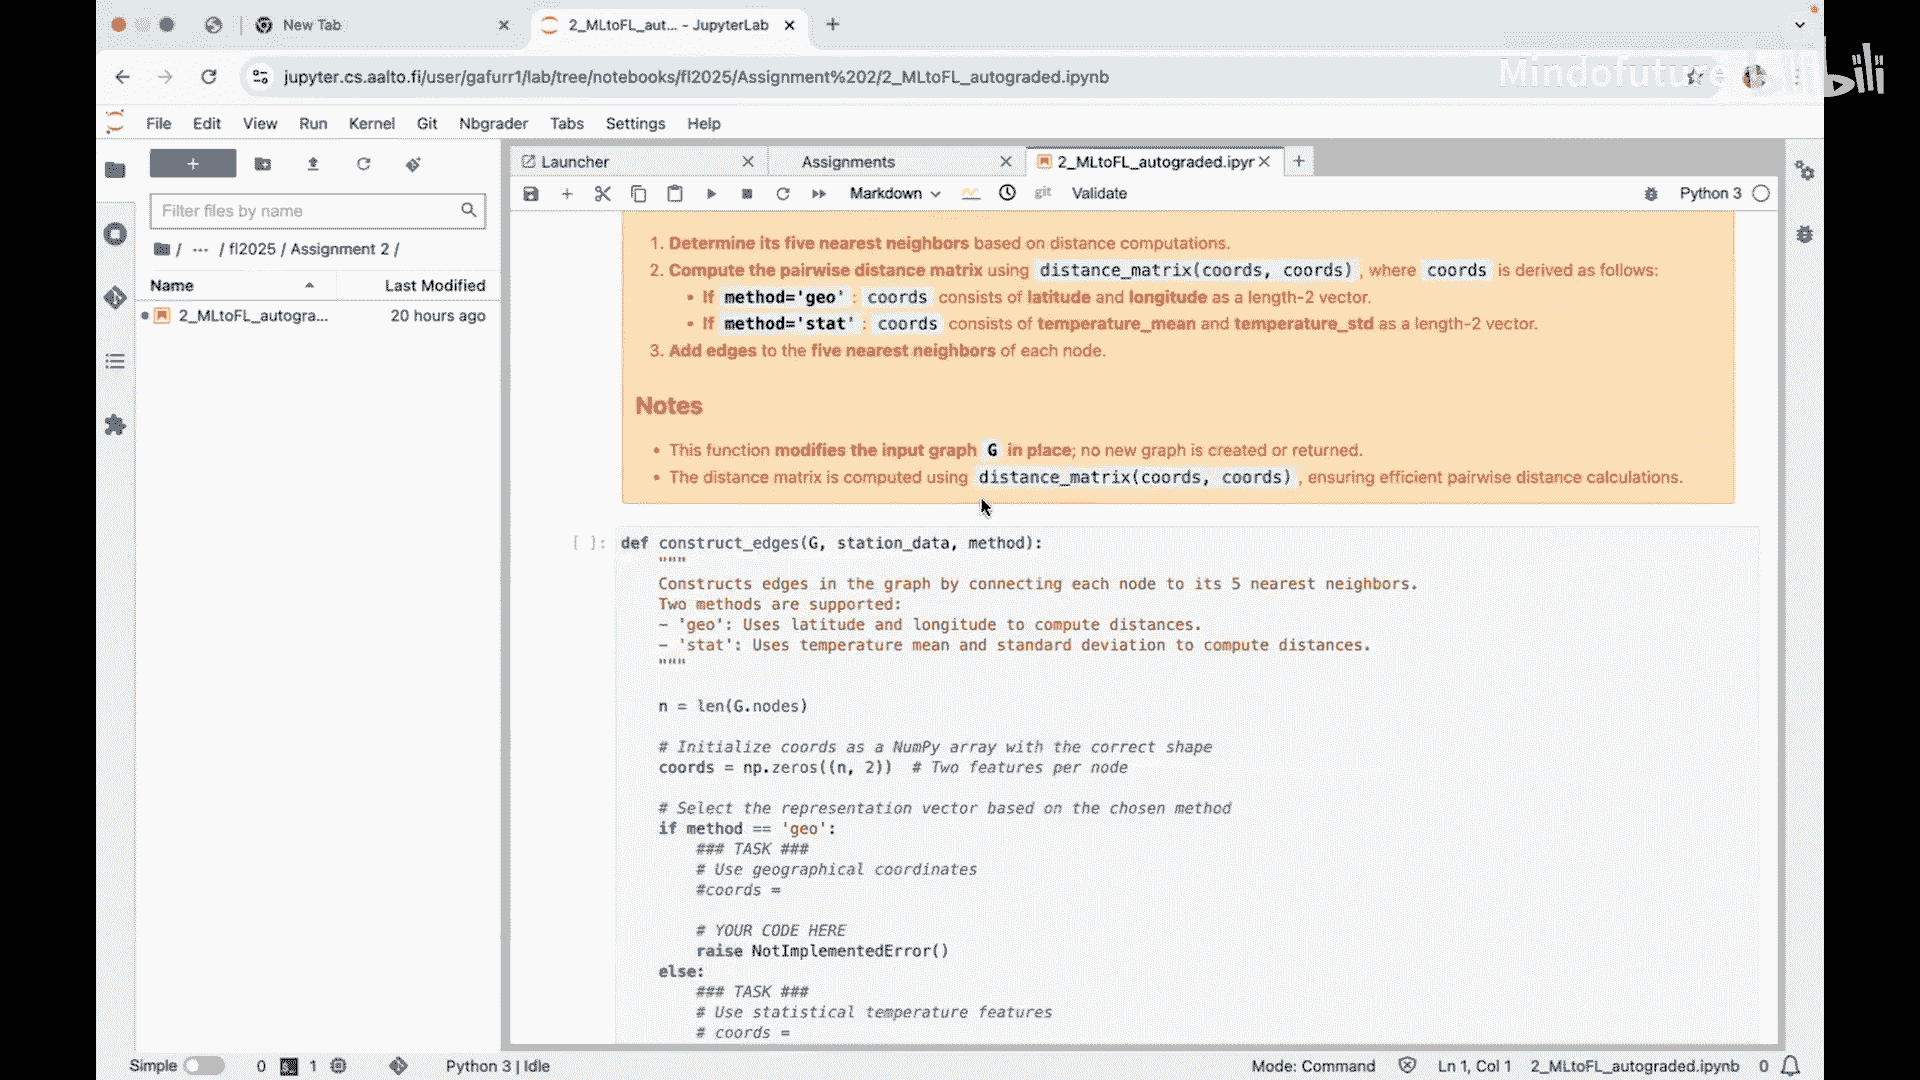 New Tab
2_MLtoFL_aut... - JupyterLab
jupyter.cs.aalto.fi/user/gafurr1/lab/tree/notebooks/fl2025/Assignment%202/2_MLtoFL_autograded.ipynb
Mindofuture
bilibili
File Edit View Run Kernel Git Nbgrader Tabs Settings Help
Launcher
Assignments
2_MLtoFL_autograded.ipyr
Markdown
git
Validate
Python 3
Filter files by name
/ ... / fl2025 / Assignment 2 /
Name Last Modified
2_MLtoFL_autogra... 20 hours ago
1. Determine its five nearest neighbors based on distance computations.
2. Compute the pairwise distance matrix using distance_matrix(coords, coords) , where coords is derived as follows:
• If method='geo' : coords consists of latitude and longitude as a length-2 vector.
• If method='stat' : coords consists of temperature_mean and temperature_std as a length-2 vector.
3. Add edges to the five nearest neighbors of each node.
Notes
• This function modifies the input graph G in place; no new graph is created or returned.
• The distance matrix is computed using distance_matrix(coords, coords) , ensuring efficient pairwise distance calculations.
[ ]: def construct_edges(G, station_data, method):
"""
Constructs edges in the graph by connecting each node to its 5 nearest neighbors.
Two methods are supported:
– 'geo': Uses latitude and longitude to compute distances.
– 'stat': Uses temperature mean and standard deviation to compute distances.
"""
n = len(G.nodes)
# Initialize coords as a NumPy array with the correct shape
coords = np.zeros((n, 2)) # Two features per node
# Select the representation vector based on the chosen method
if method == 'geo':
### TASK ###
# Use geographical coordinates
#coords =
# YOUR CODE HERE
raise NotImplementedError()
else:
### TASK ###
# Use statistical temperature features
# coords =
Simple 0 1 Python 3 | Idle Mode: Command Ln 1, Col 1 2_MLtoFL_autograded.ipynb 0